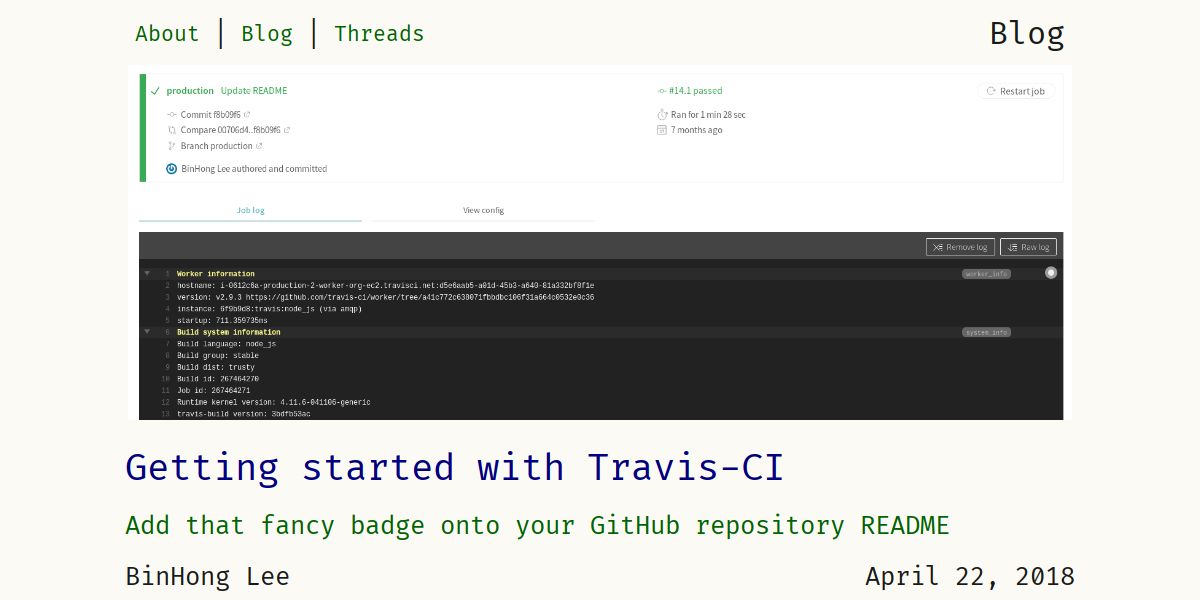 About | Blog | Threads
Blog
production Update README
#14.1 passed
Restart job
Commit f8b09f6
Ran for 1 min 28 sec
Compare 00706d4..f8b09f6
7 months ago
Branch production
BinHong Lee authored and committed
Job log
View config
Remove log
Raw log
1 Worker information
worker_info
2 hostname: i-0612c6a-production-2-worker-org-ec2.travisci.net:d5e6aab5-a01d-45b3-a640-81a332bf8f1e
3 version: v2.9.3 https://github.com/travis-ci/worker/tree/a41c772c638071fbbdbc106f31a664c0532e0c36
4 instance: 6f9b9d8:travis:node_js (via amqp)
5 startup: 711.359735ms
6 Build system information
system_info
7 Build language: node_js
8 Build group: stable
9 Build dist: trusty
10 Build id: 267464270
11 Job id: 267464271
12 Runtime kernel version: 4.11.6-041106-generic
13 travis-build version: 3bdfb53ac
Getting started with Travis-CI
Add that fancy badge onto your GitHub repository README
BinHong Lee
April 22, 2018